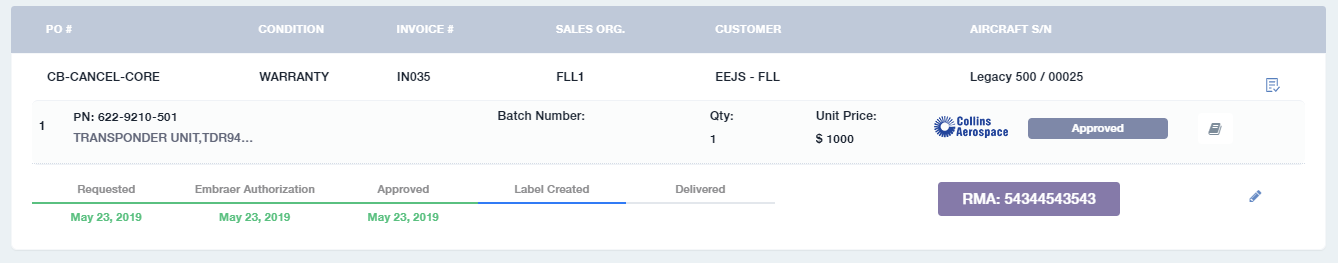 PO # CONDITION INVOICE # SALES ORG. CUSTOMER AIRCRAFT S/N
CB-CANCEL-CORE WARRANTY IN035 FLL1 EEJS - FLL Legacy 500 / 00025
1 PN: 622-9210-501 Batch Number: Qty: Unit Price: Collins Aerospace Approved
TRANSPONDER UNIT,TDR94... 1 $ 1000
Requested Embraer Authorization Approved Label Created Delivered
RMA: 54344543543
May 23, 2019 May 23, 2019 May 23, 2019